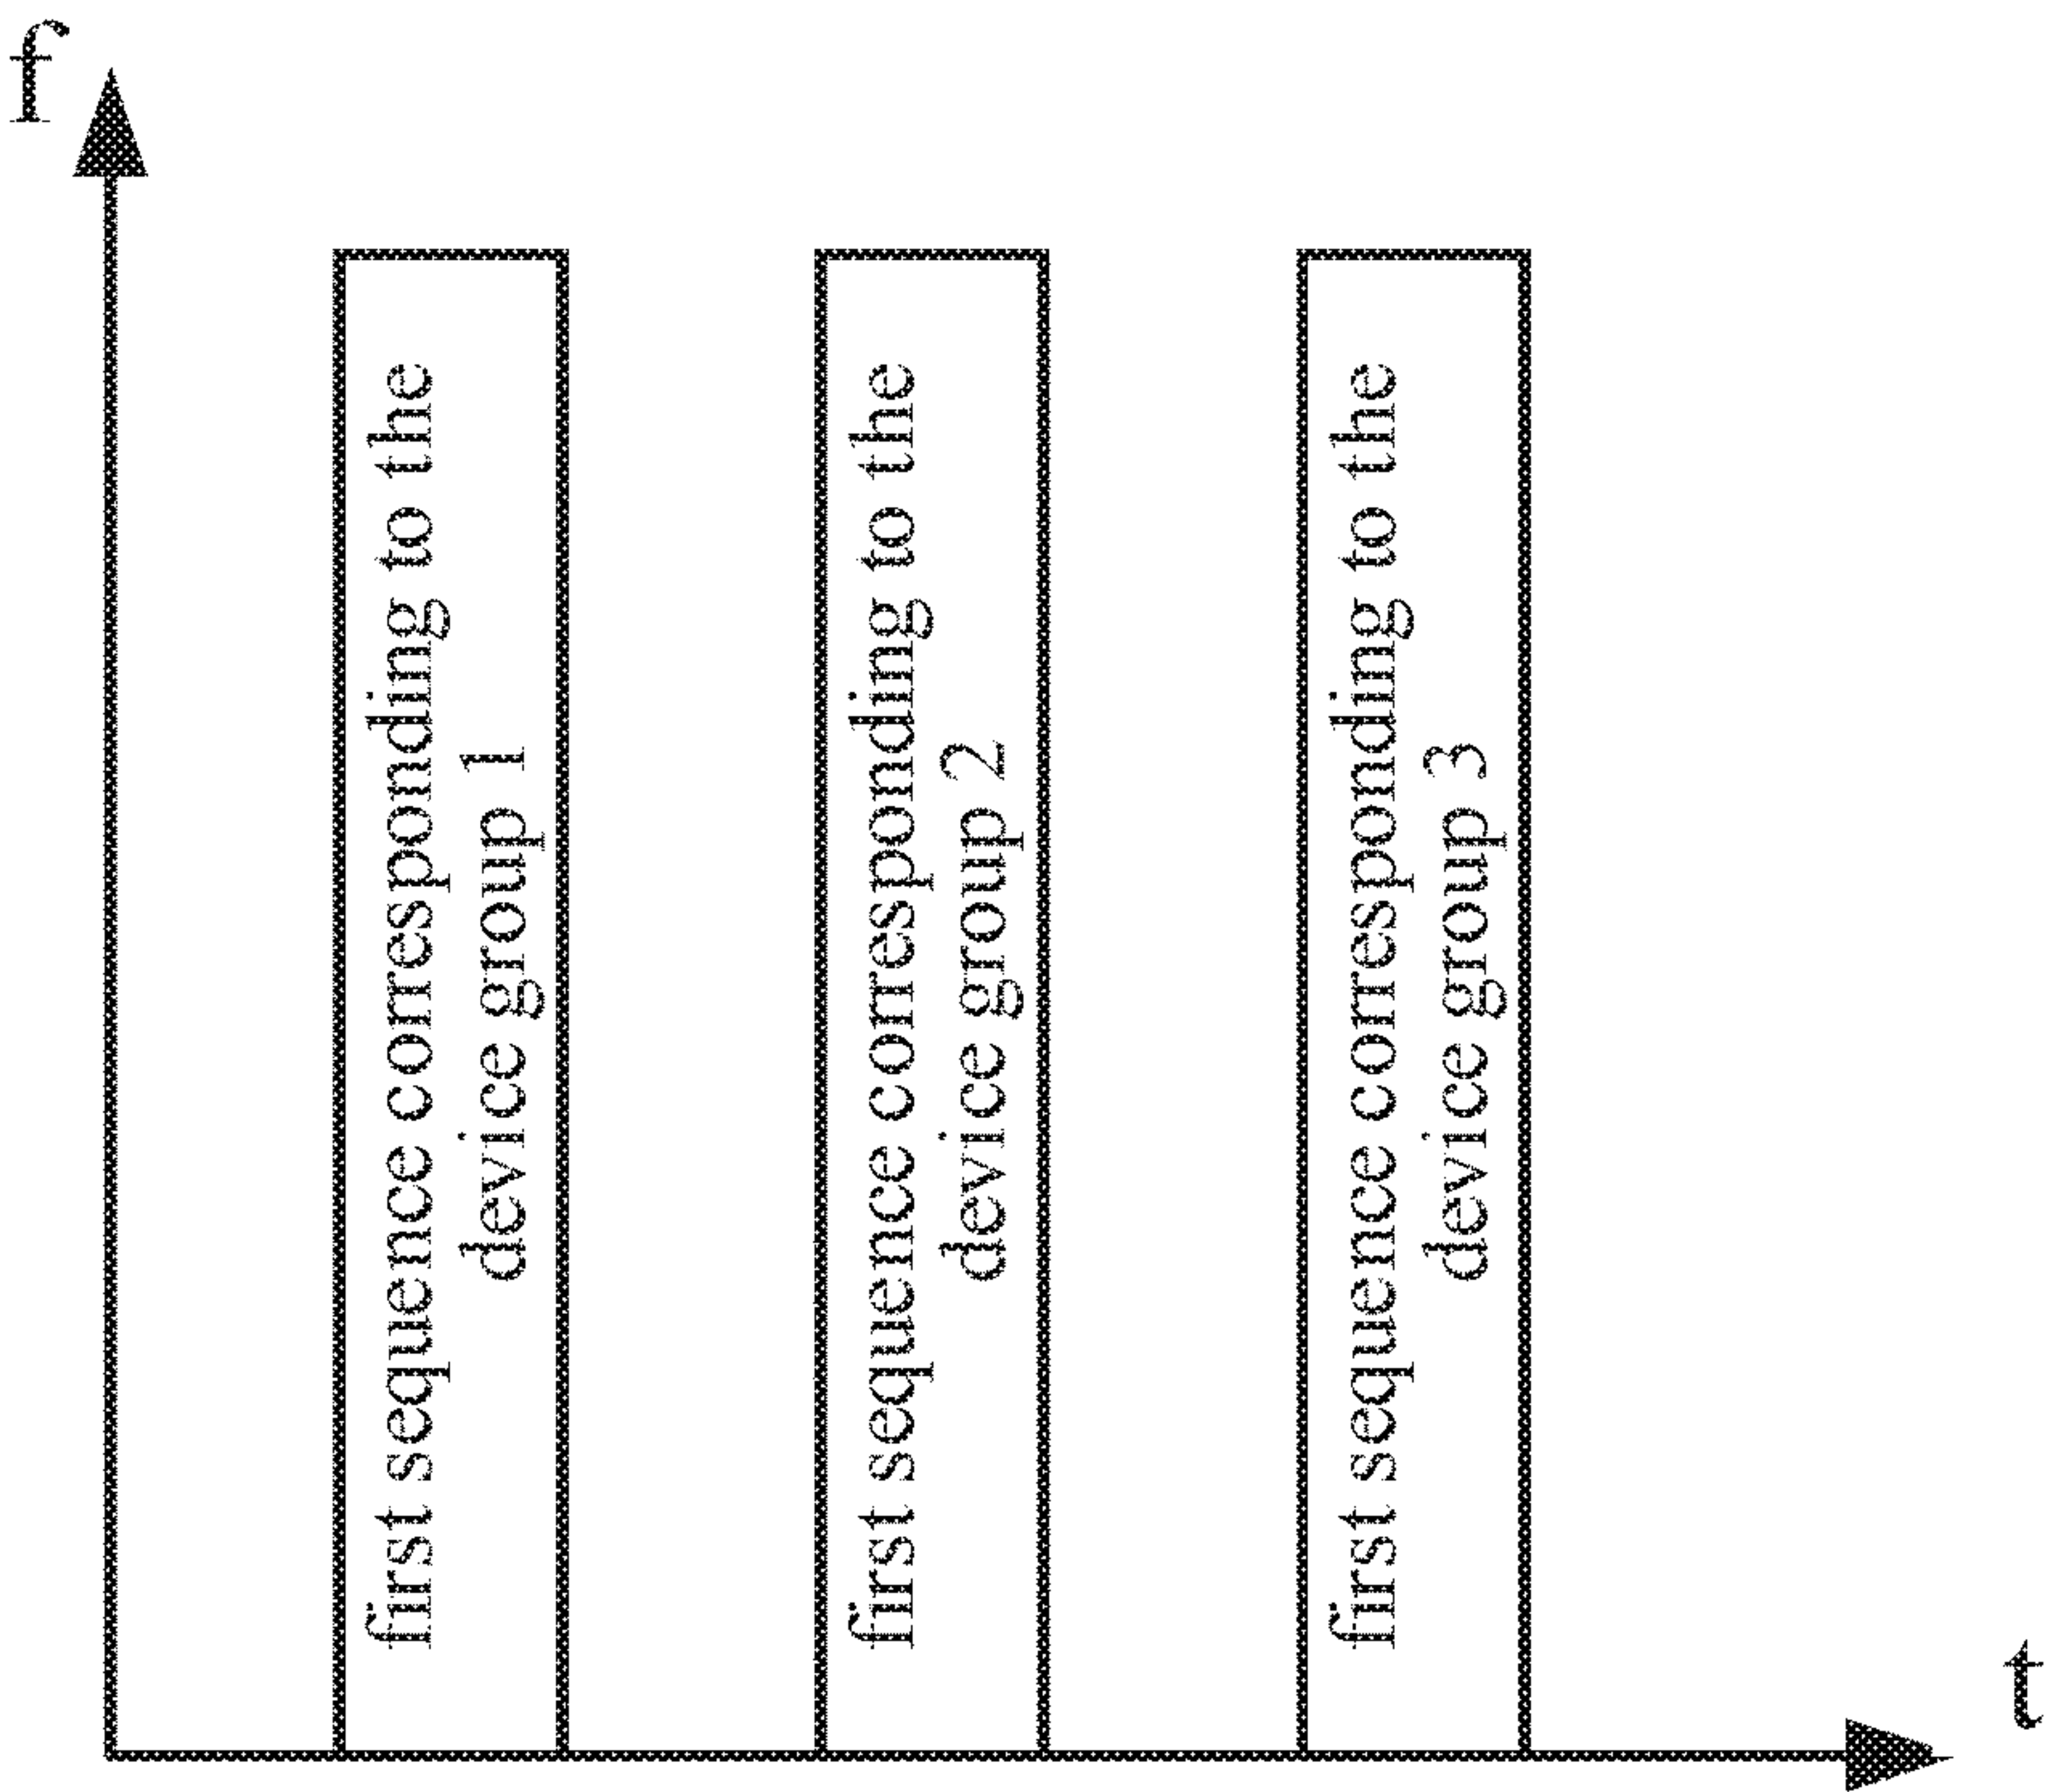 f
first sequence corresponding to the
device group 1
first sequence corresponding to the
device group 2
first sequence corresponding to the
device group 3
t